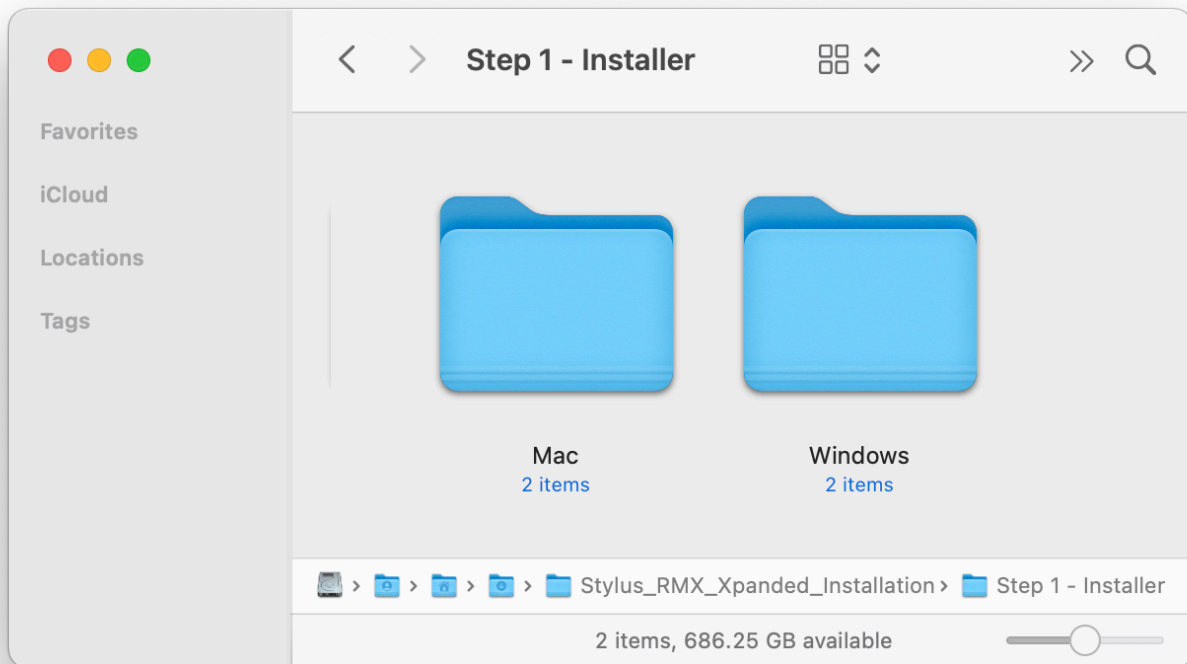 Step 1 - Installer
Favorites
iCloud
Locations
Tags
Mac
2 items
Windows
2 items
Stylus_RMX_Xpanded_Installation
Step 1 - Installer
2 items, 686.25 GB available